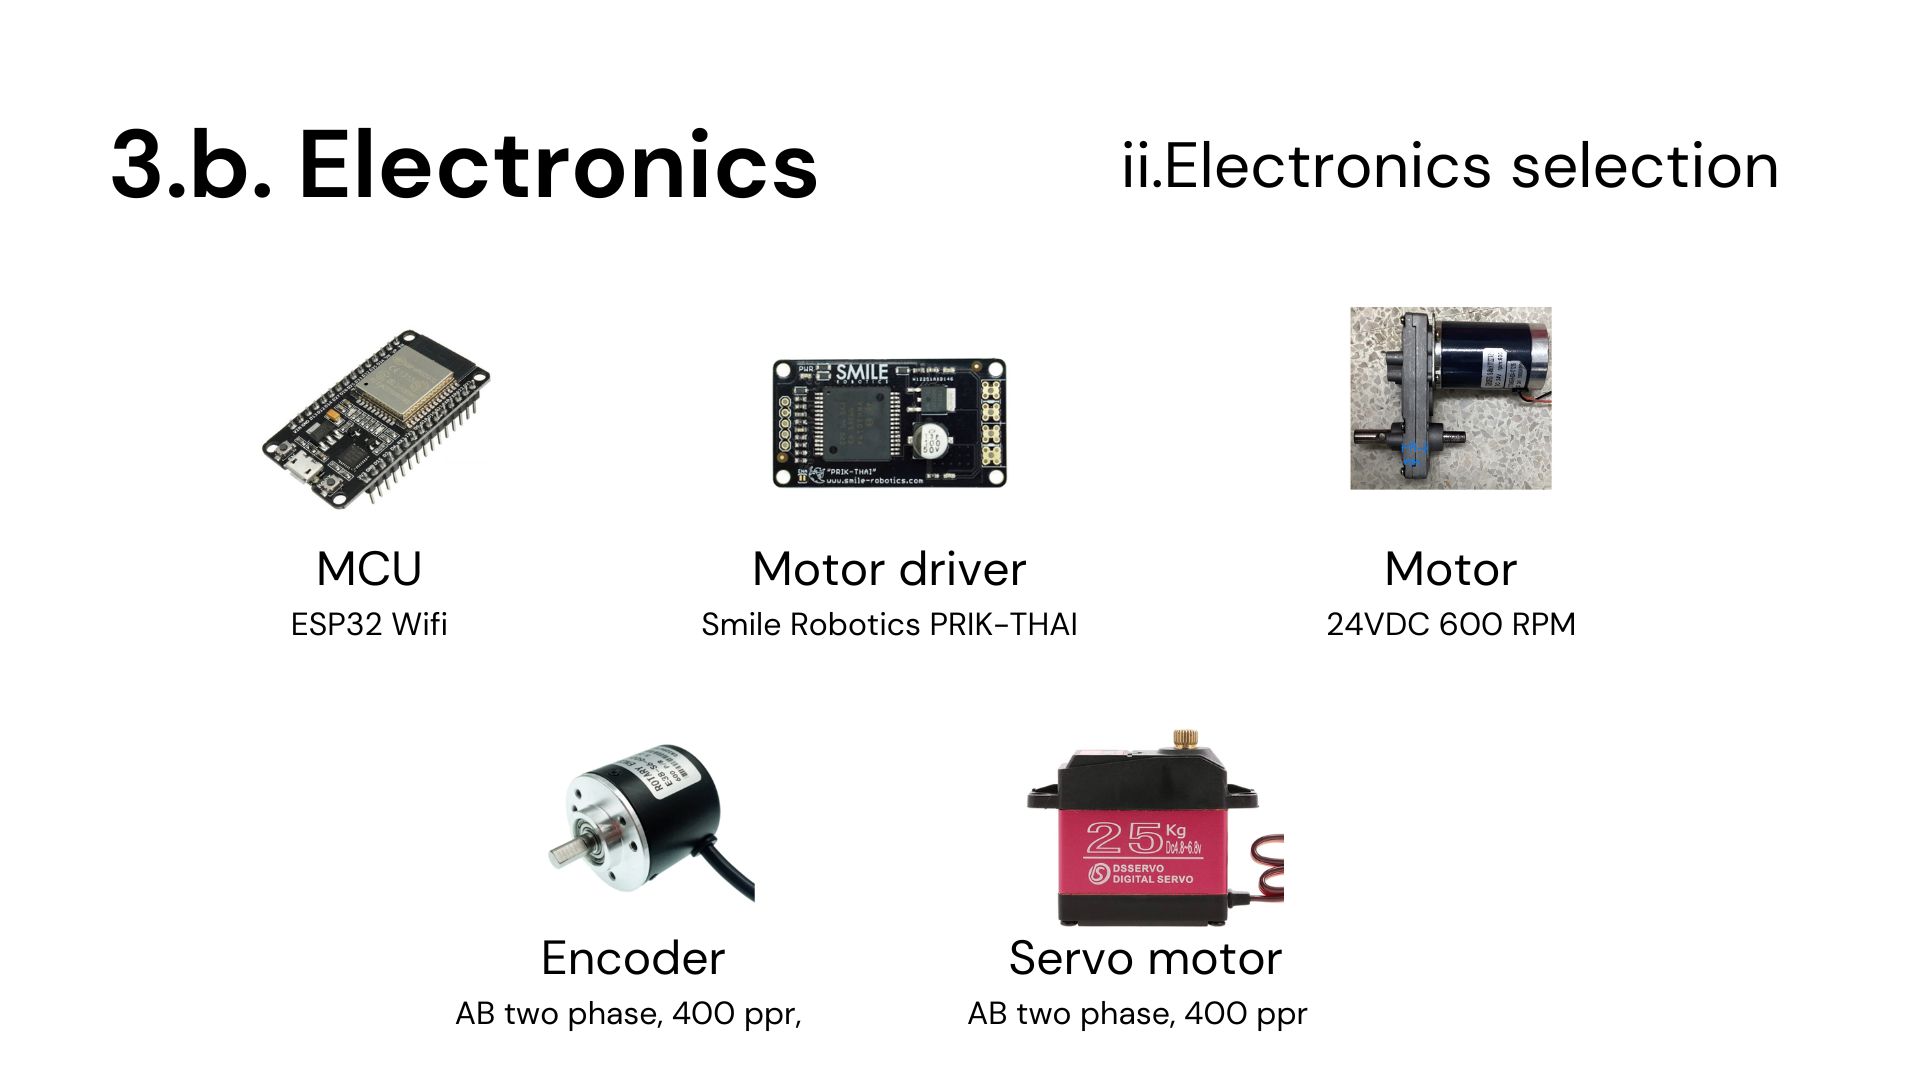 3.b. Electronics
ii.Electronics selection
PWR
SMILE
ROBOTICS
"PRIK-THAI"
www.smile-robotics.com
MCU
ESP32 Wifi
Motor driver
Smile Robotics PRIK-THAI
Motor
24VDC 600 RPM
25 Kg
Dc4.8~6.8v
DSSERVO
DIGITAL SERVO
Encoder
AB two phase, 400 ppr,
Servo motor
AB two phase, 400 ppr